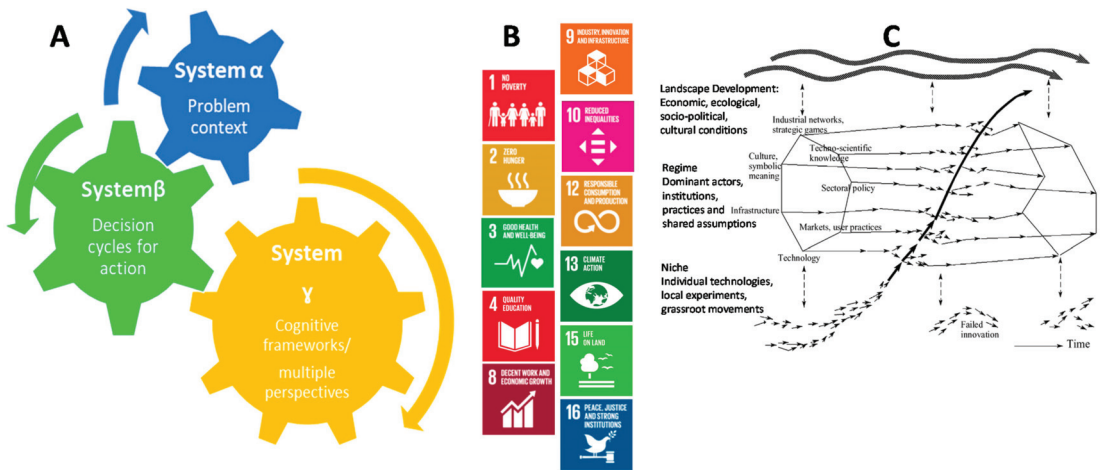 A
System α
Problem
context
Systemβ
Decision
cycles for
action
System
γ
Cognitive frameworks/
multiple
perspectives
B
1 NO
POVERTY
2 ZERO
HUNGER
3 GOOD HEALTH
AND WELL-BEING
4 QUALITY
EDUCATION
8 DECENT WORK AND
ECONOMIC GROWTH
9 INDUSTRY, INNOVATION
AND INFRASTRUCTURE
10 REDUCED
INEQUALITIES
12 RESPONSIBLE
CONSUMPTION
AND PRODUCTION
13 CLIMATE
ACTION
15 LIFE
ON LAND
16 PEACE, JUSTICE
AND STRONG
INSTITUTIONS
C
Landscape Development:
Economic, ecological,
socio-political,
cultural conditions
Regime
Dominant actors,
institutions,
practices and
shared assumptions
Niche
Individual technologies,
local experiments,
grassroot movements
Industrial networks,
strategic games
Techno-scientific
knowledge
Culture,
symbolic
meaning
Sectoral policy
Infrastructure
Markets, user practices
Technology
Failed
innovation
Time